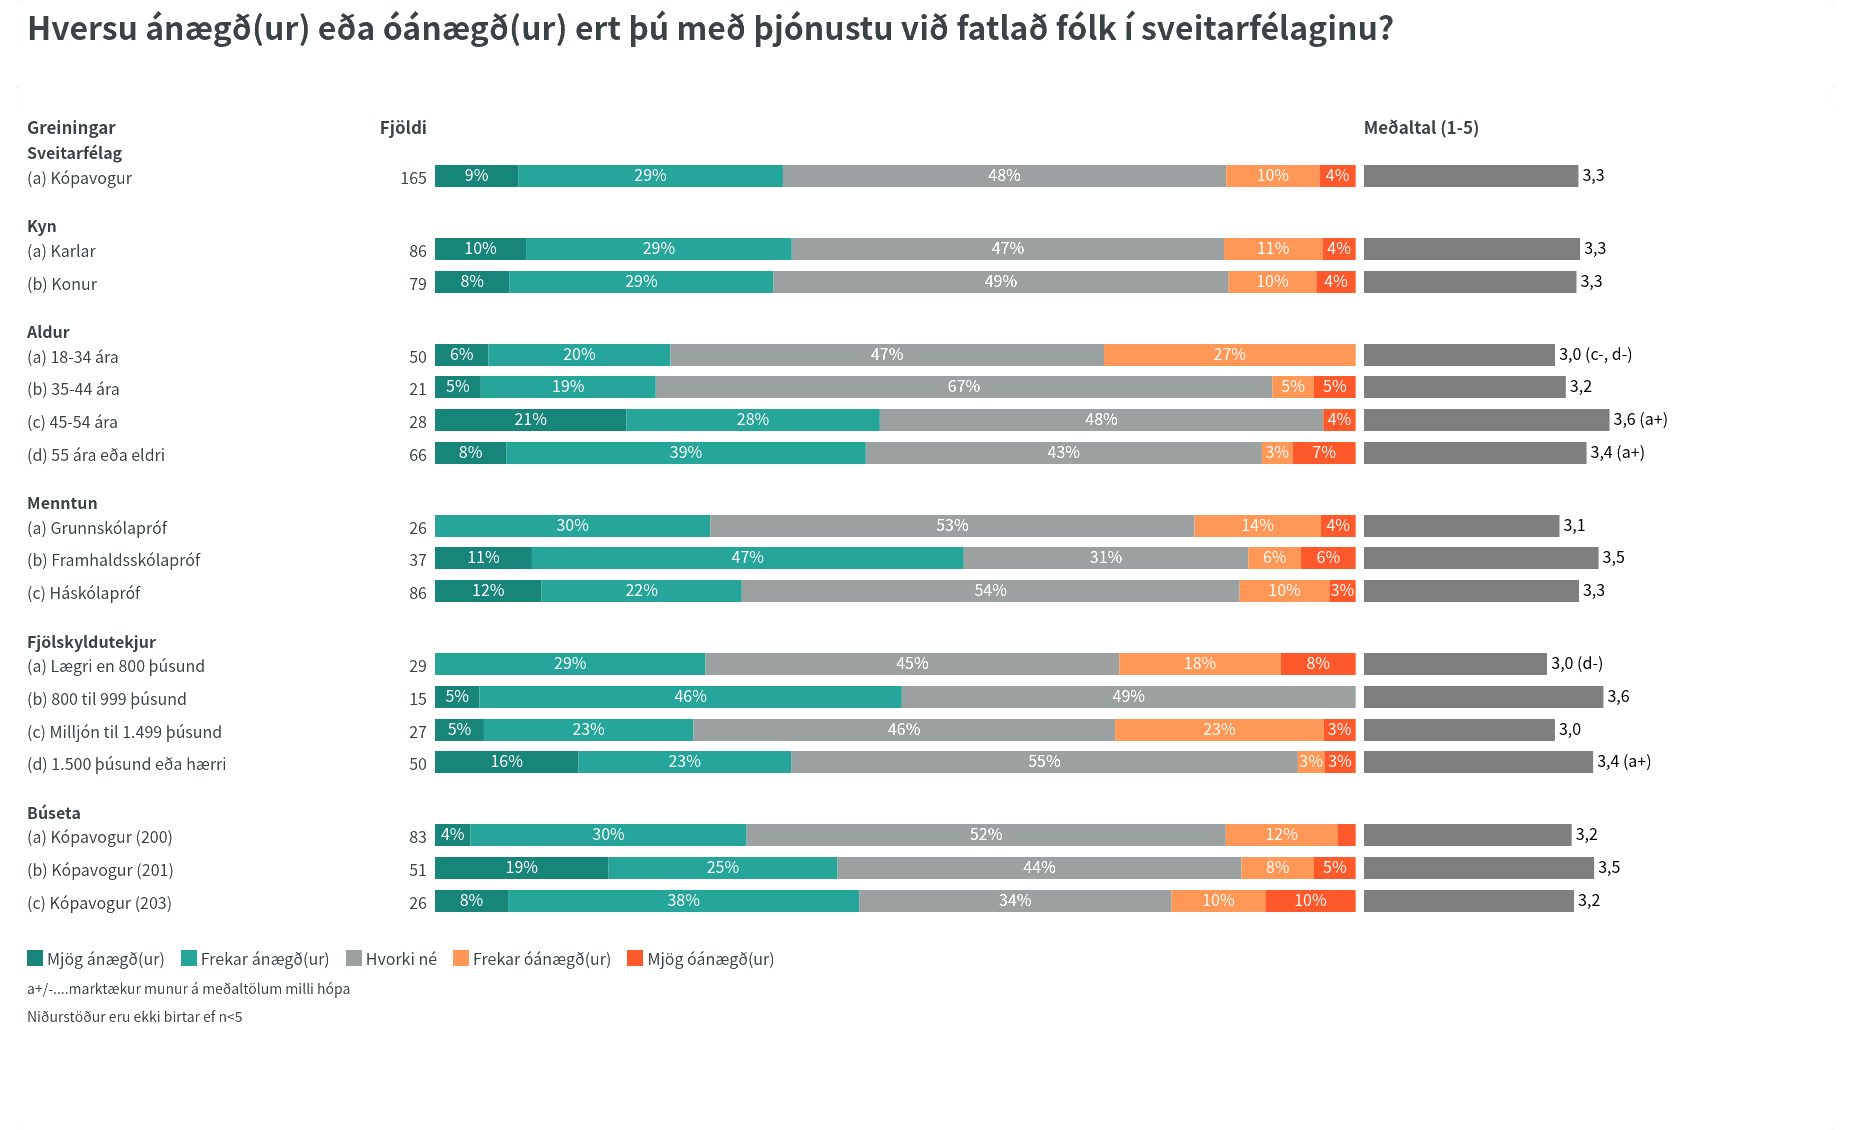 Hversu ánægð(ur) eða óánægð(ur) ert þú með þjónustu við fatlað fólk í sveitarfélaginu?
Greiningar Fjöldi Meðaltal (1-5)
Sveitarfélag
(a) Kópavogur 165 9% 29% 48% 10% 4% 3,3
Kyn
(a) Karlar 86 10% 29% 47% 11% 4% 3,3
(b) Konur 79 8% 29% 49% 10% 4% 3,3
Aldur
(a) 18-34 ára 50 6% 20% 47% 27% 3,0 (c-, d-)
(b) 35-44 ára 21 5% 19% 67% 5% 5% 3,2
(c) 45-54 ára 28 21% 28% 48% 4% 3,6 (a+)
(d) 55 ára eða eldri 66 8% 39% 43% 3% 7% 3,4 (a+)
Menntun
(a) Grunnskólapróf 26 30% 53% 14% 4% 3,1
(b) Framhaldsskólapróf 37 11% 47% 31% 6% 6% 3,5
(c) Háskólapróf 86 12% 22% 54% 10% 3% 3,3
Fjölskyldutekjur
(a) Lægri en 800 þúsund 29 29% 45% 18% 8% 3,0 (d-)
(b) 800 til 999 þúsund 15 5% 46% 49% 3,6
(c) Milljón til 1.499 þúsund 27 5% 23% 46% 23% 3% 3,0
(d) 1.500 þúsund eða hærri 50 16% 23% 55% 3% 3% 3,4 (a+)
Búseta
(a) Kópavogur (200) 83 4% 30% 52% 12% 3,2
(b) Kópavogur (201) 51 19% 25% 44% 8% 5% 3,5
(c) Kópavogur (203) 26 8% 38% 34% 10% 10% 3,2
Mjög ánægð(ur) Frekar ánægð(ur) Hvorki né Frekar óánægð(ur) Mjög óánægð(ur)
a+/-....marktækur munur á meðaltölum milli hópa
Niðurstöður eru ekki birtar ef n<5